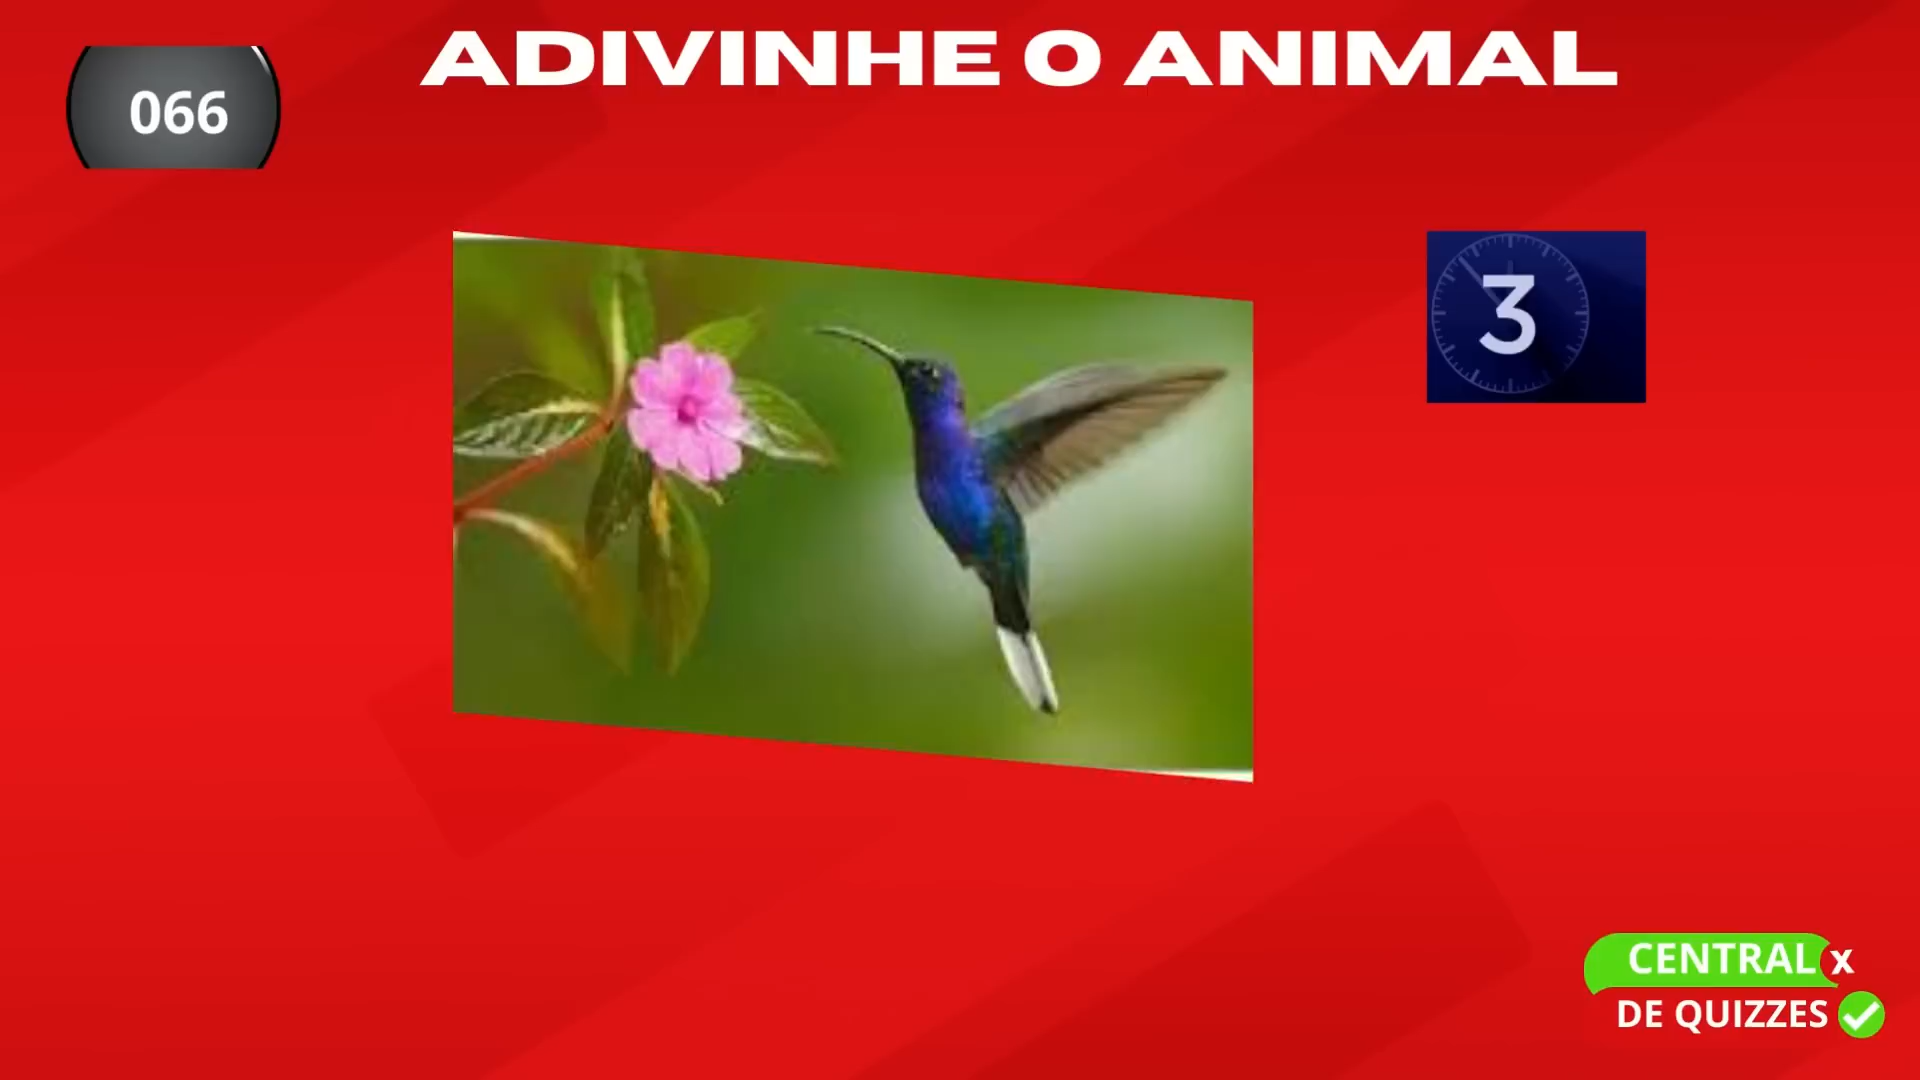 ADIVINHE O ANIMAL
066
3
CENTRAL X
DE QUIZZES